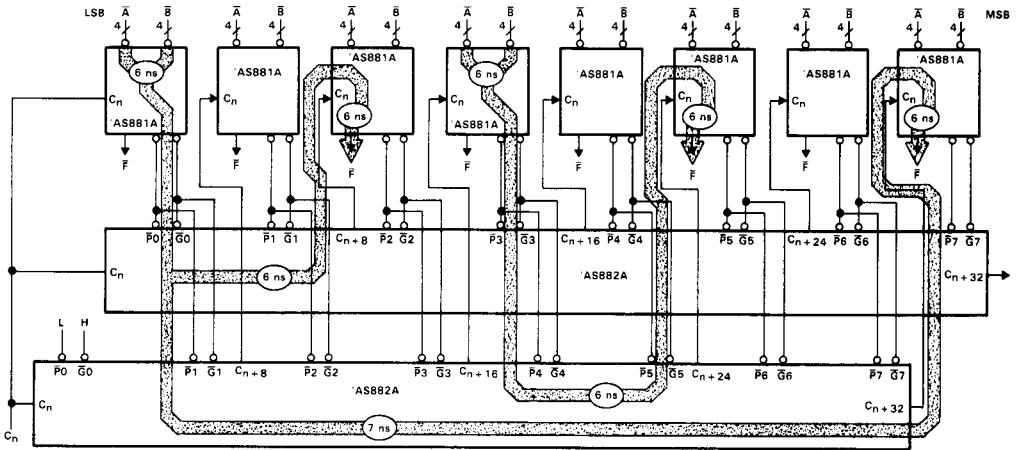 LSB A B A B A B A B A B A B A B A B MSB
4 4 4 4 4 4 4 4 4 4 4 4 4 4 4 4
'AS881A 'AS881A 'AS881A 'AS881A 'AS881A 'AS881A
6 ns 6 ns
Cn Cn Cn Cn Cn Cn Cn Cn
6 ns 6 ns 6 ns
AS881A AS881A
F F F F F F F F
P0 G0 P1 G1 Cn+8 P2 G2 P3 G3 Cn+16 P4 G4 P5 G5 Cn+24 P6 G6 P7 G7
Cn 6 ns 'AS882A Cn+32
L H
P0 G0 P1 G1 Cn+8 P2 G2 P3 G3 Cn+16 P4 G4 P5 G5 Cn+24 P6 G6 P7 G7
'AS882A
Cn 6 ns Cn+32
Cn 7 ns